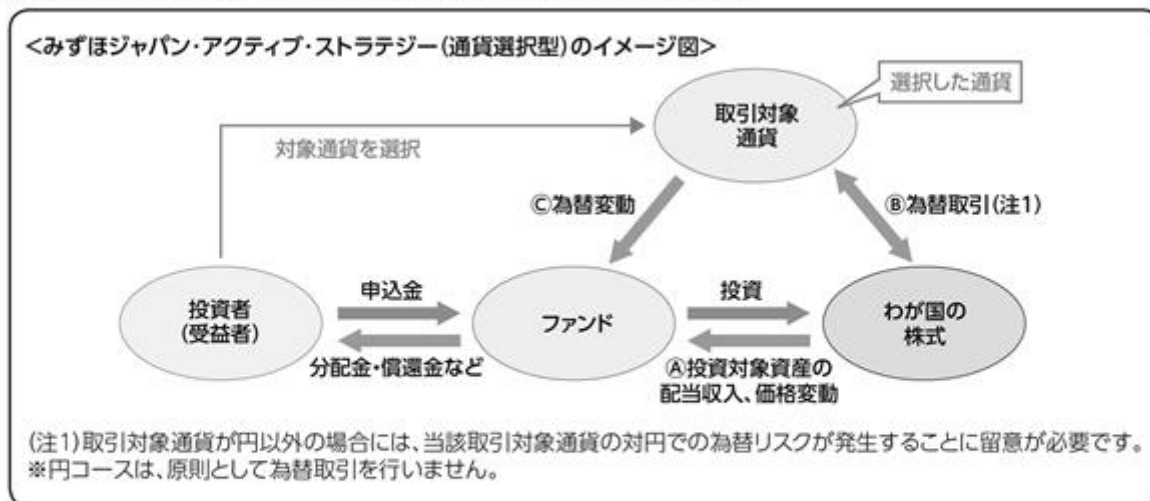 <みずほジャパン・アクティブ・ストラテジー(通貨選択型)のイメージ図>
選択した通貨
取引対象
通貨
対象通貨を選択
Ⓒ為替変動
Ⓑ為替取引(注1)
投資者
(受益者)
申込金
分配金・償還金など
ファンド
投資
Ⓐ投資対象資産の
配当収入、価格変動
わが国の
株式
(注1)取引対象通貨が円以外の場合には、当該取引対象通貨の対円での為替リスクが発生することに留意が必要です。
※円コースは、原則として為替取引を行いません。